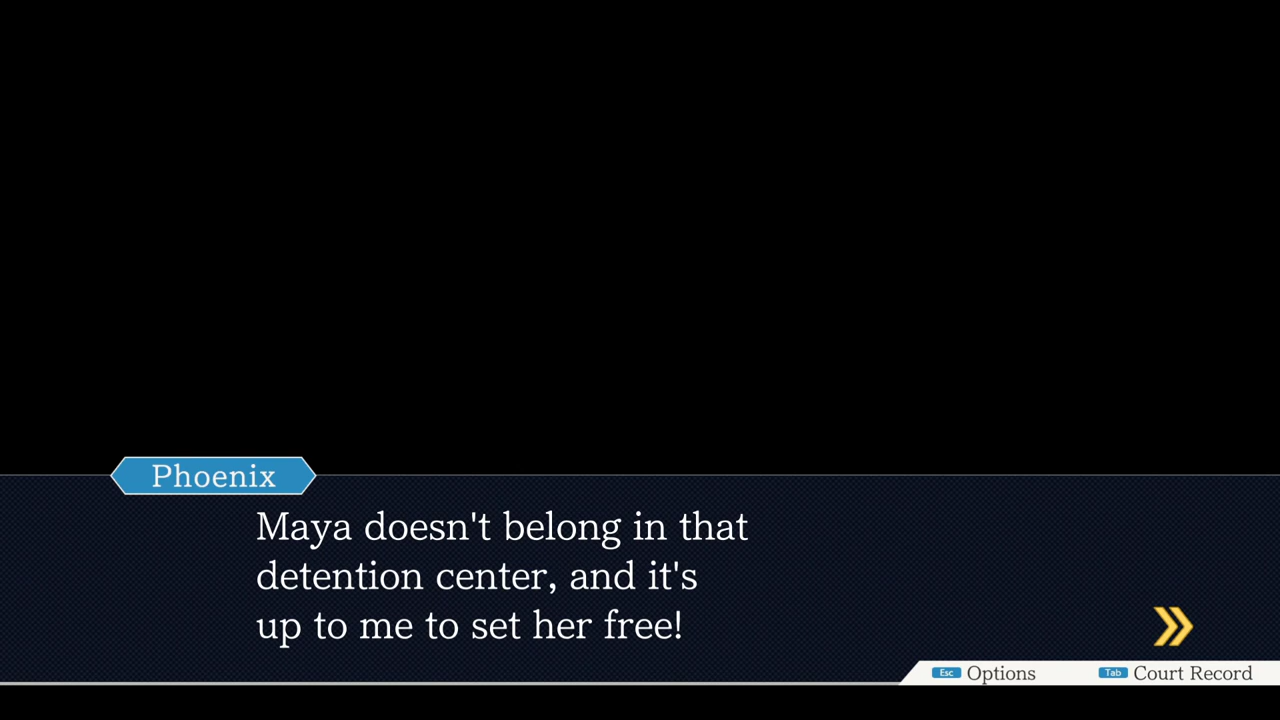 Phoenix
Maya doesn't belong in that
detention center, and it's
up to me to set her free!
Esc Options Tab Court Record